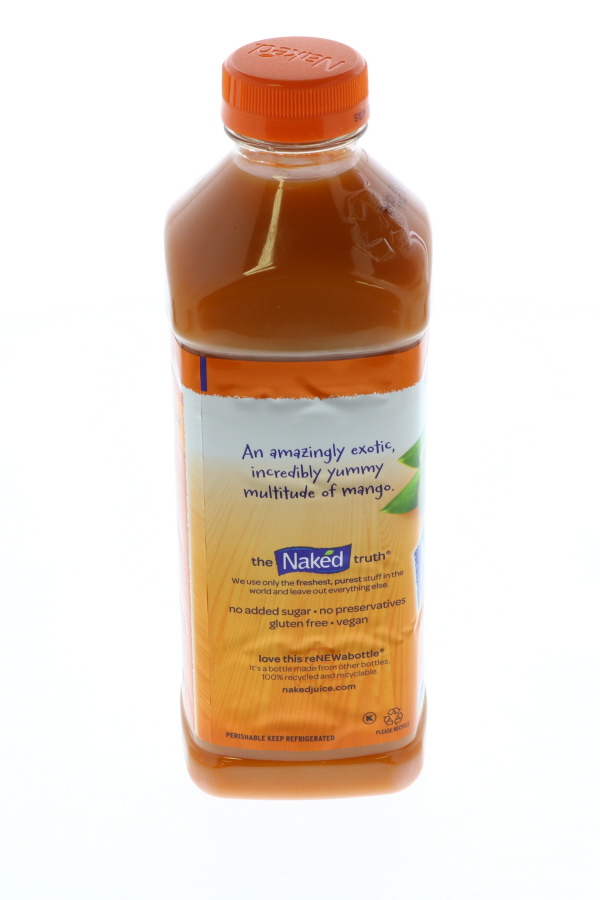 Naked
An amazingly exotic,
incredibly yummy
multitude of mango.
the Naked truth®
We use only the freshest, purest stuff in the
world and leave out everything else.
no added sugar • no preservatives
gluten free • vegan
love this reNEWabottle®
It's a bottle made from other bottles.
100% recycled and recyclable.
nakedjuice.com
K
PLEASE RECYCLE
PERISHABLE KEEP REFRIGERATED